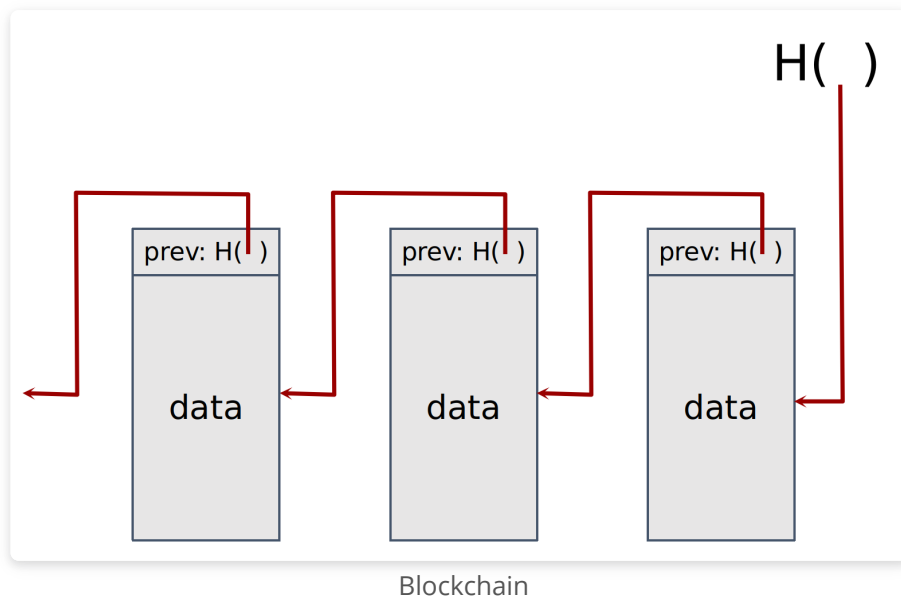 H( )
prev: H( )
prev: H( )
prev: H( )
data
data
data
Blockchain